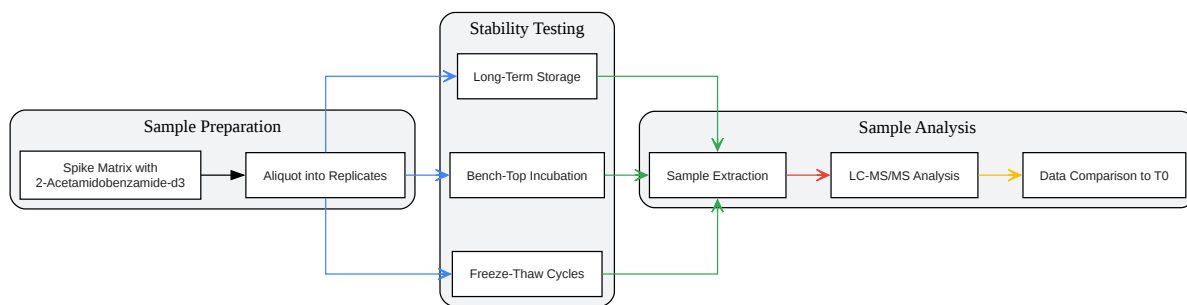 Stability Testing
Long-Term Storage
Sample Preparation
Sample Analysis
Spike Matrix with
2-Acetamidobenzamide-d3
Aliquot into Replicates
Bench-Top Incubation
Sample Extraction
LC-MS/MS Analysis
Data Comparison to T0
Freeze-Thaw Cycles